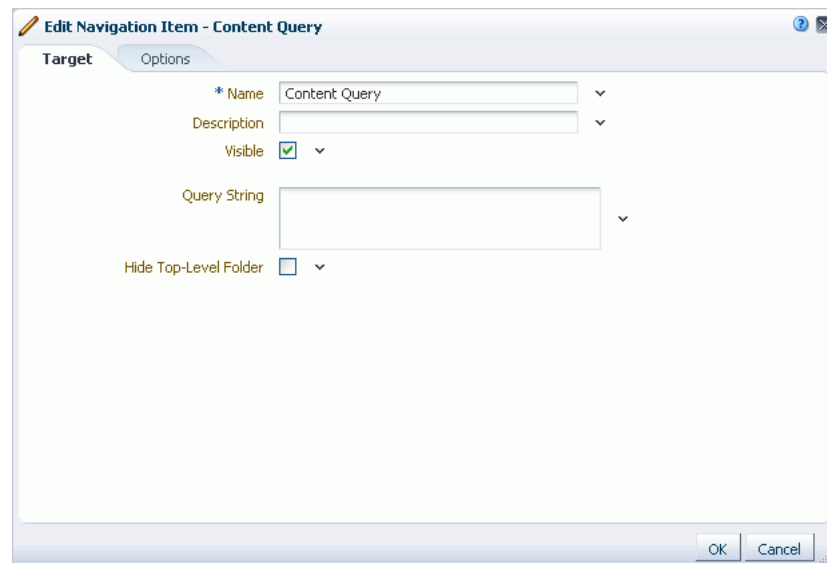 Edit Navigation Item - Content Query
Target Options
* Name Content Query
Description
Visible
Query String
Hide Top-Level Folder
OK Cancel